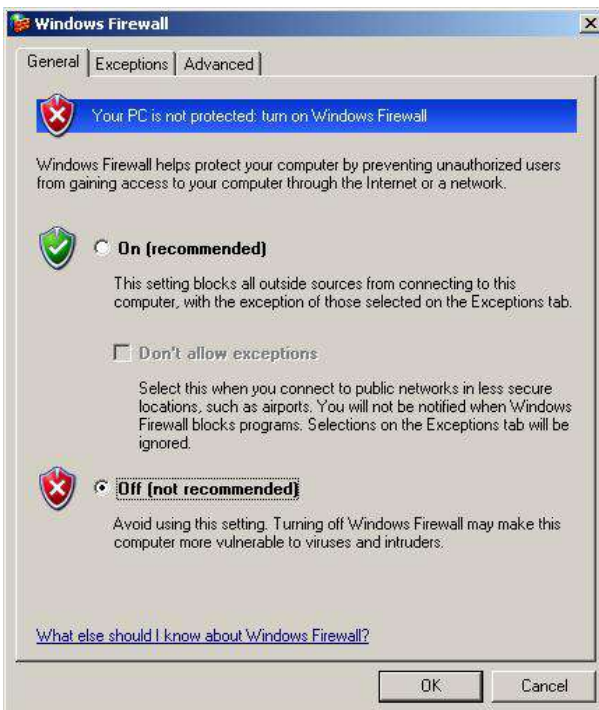 Windows Firewall
General
Exceptions
Advanced
Your PC is not protected: turn on Windows Firewall
Windows Firewall helps protect your computer by preventing unauthorized users
from gaining access to your computer through the Internet or a network.
On (recommended)
This setting blocks all outside sources from connecting to this
computer, with the exception of those selected on the Exceptions tab.
Don't allow exceptions
Select this when you connect to public networks in less secure
locations, such as airports. You will not be notified when Windows
Firewall blocks programs. Selections on the Exceptions tab will be
ignored.
Off (not recommended)
Avoid using this setting. Turning off Windows Firewall may make this
computer more vulnerable to viruses and intruders.
What else should I know about Windows Firewall?
OK
Cancel